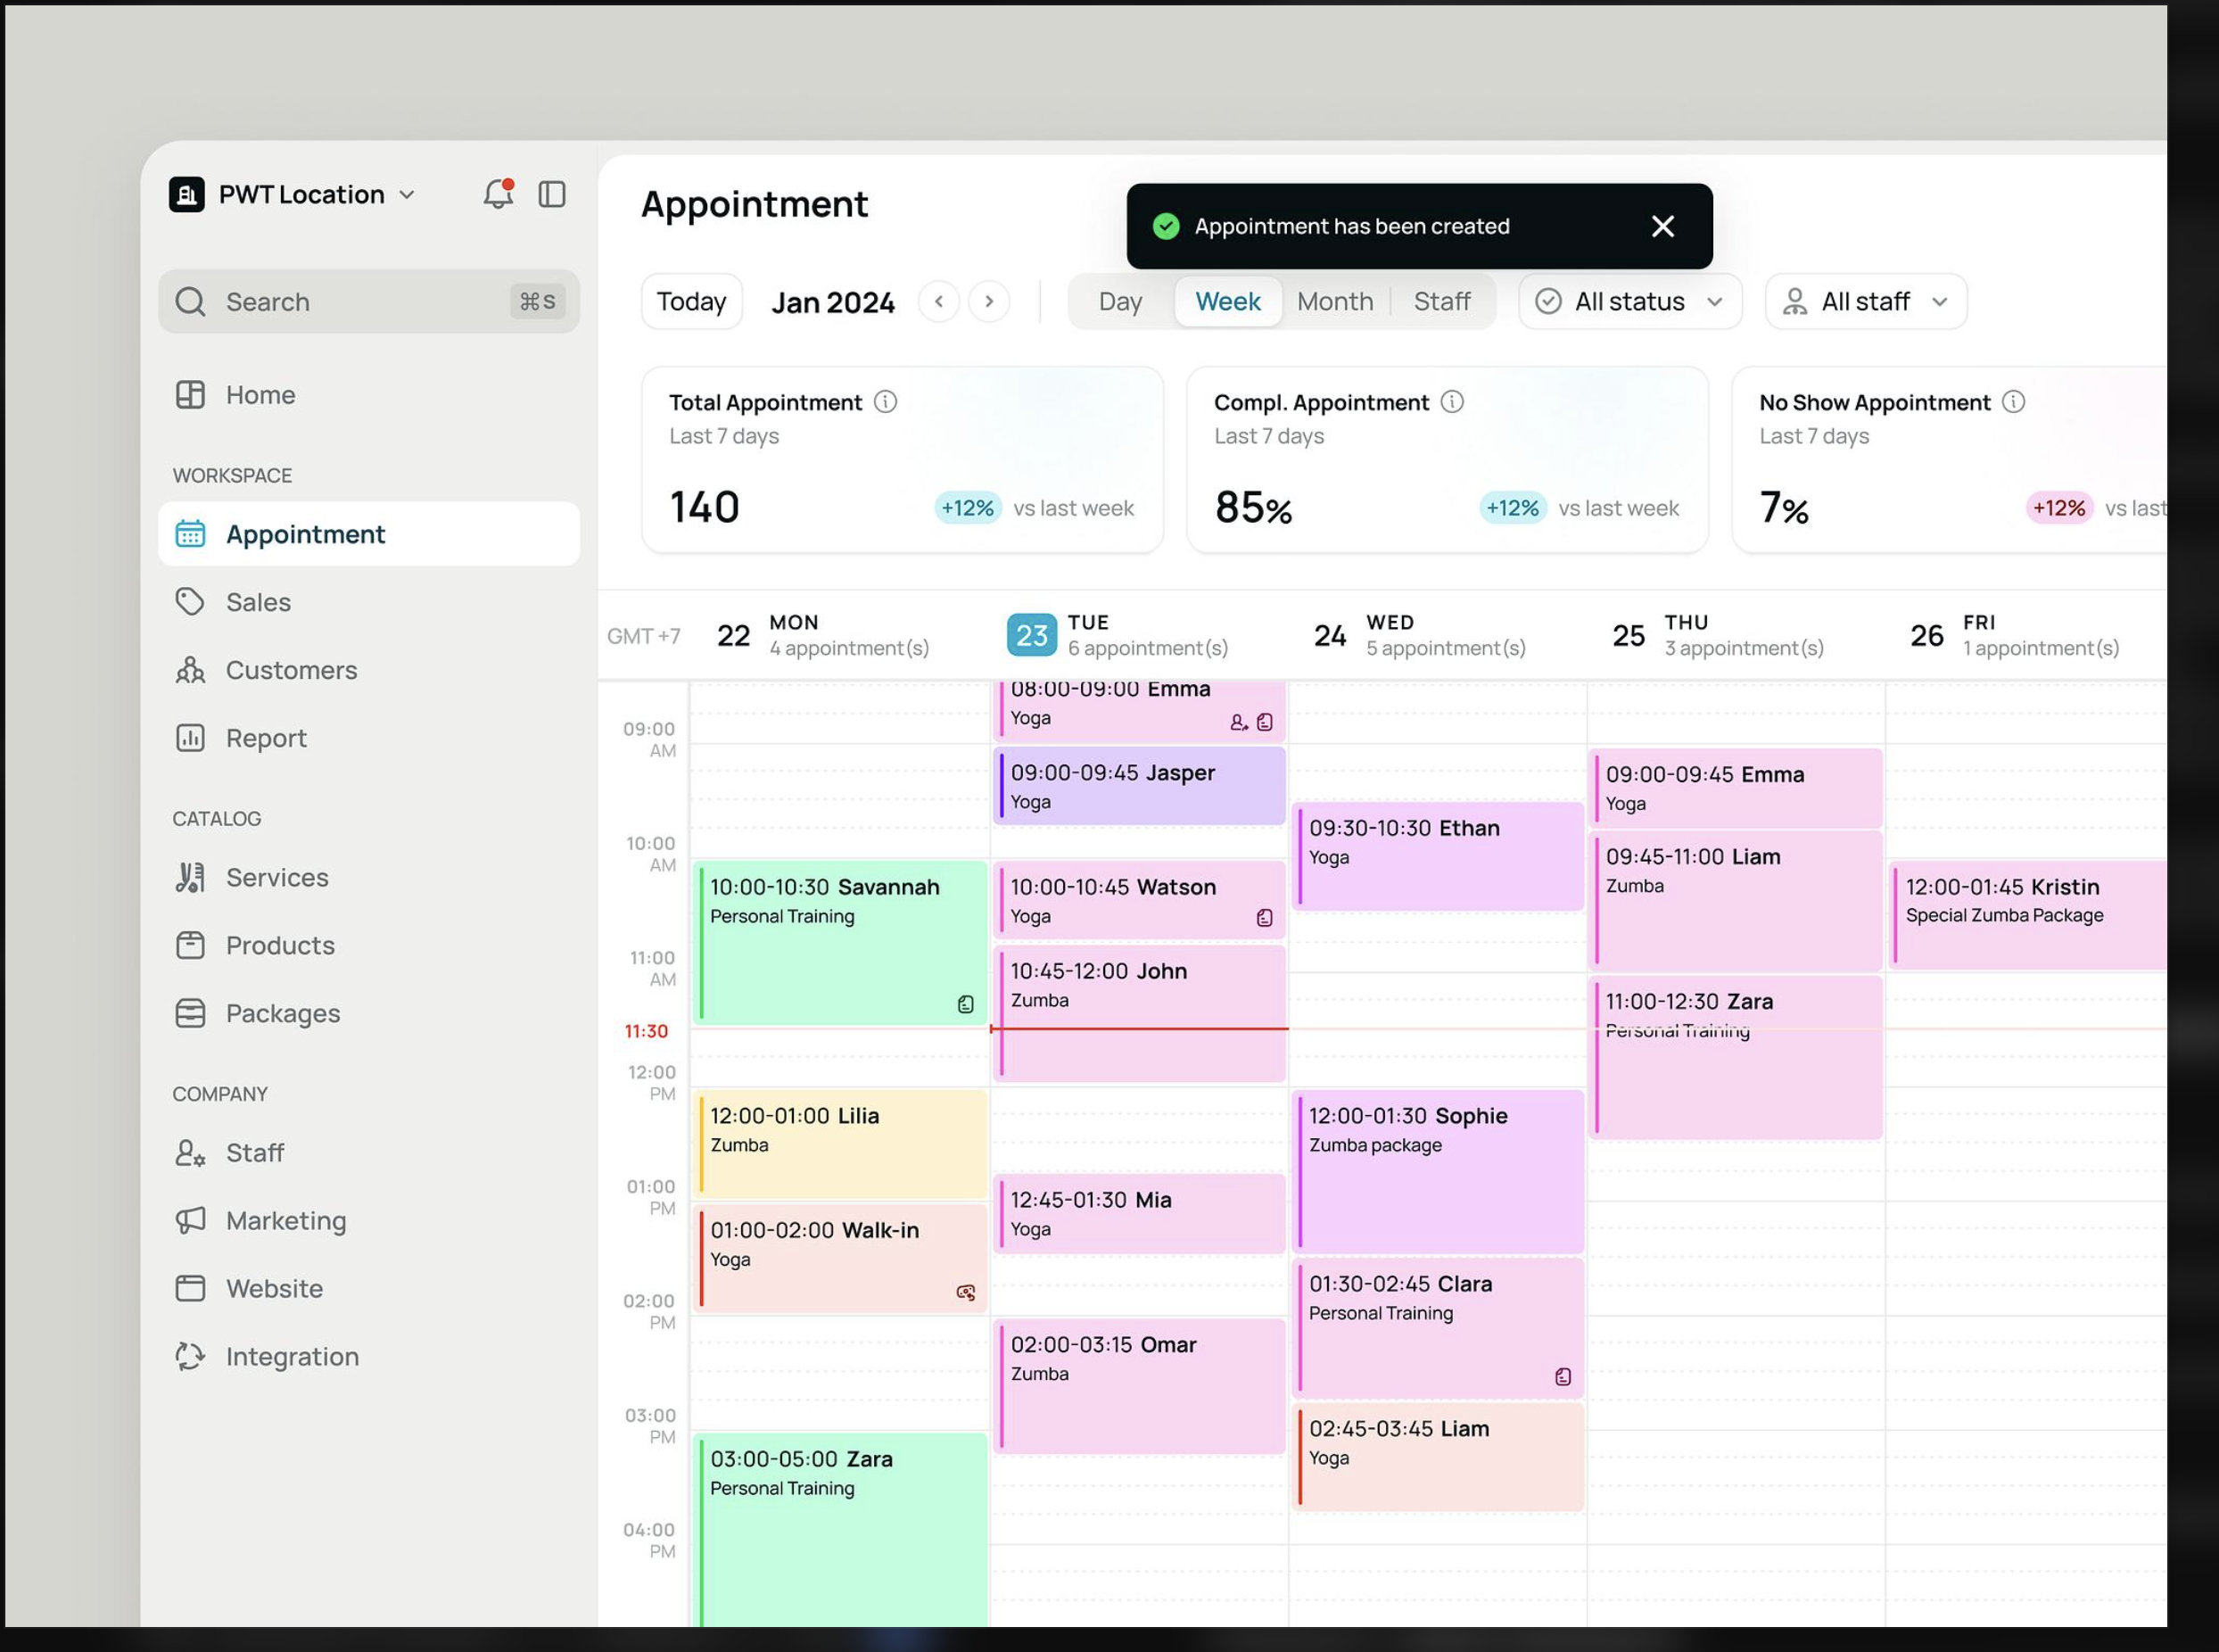 PWT Location
Search
⌘S
Home
WORKSPACE
Appointment
Sales
Customers
Report
CATALOG
Services
Products
Packages
COMPANY
Staff
Marketing
Website
Integration
Appointment
Appointment has been created
Today
Jan 2024
Day
Week
Month
Staff
All status
All staff
Total Appointment
Last 7 days
140
+12% vs last week
Compl. Appointment
Last 7 days
85%
+12% vs last week
No Show Appointment
Last 7 days
7%
+12% vs last
GMT +7
22
MON
4 appointment(s)
23
TUE
6 appointment(s)
24
WED
5 appointment(s)
25
THU
3 appointment(s)
26
FRI
1 appointment(s)
09:00
AM
10:00
AM
11:00
AM
11:30
12:00
PM
01:00
PM
02:00
PM
03:00
PM
04:00
PM
10:00-10:30 Savannah
Personal Training
12:00-01:00 Lilia
Zumba
01:00-02:00 Walk-in
Yoga
03:00-05:00 Zara
Personal Training
08:00-09:00 Emma
Yoga
09:00-09:45 Jasper
Yoga
10:00-10:45 Watson
Yoga
10:45-12:00 John
Zumba
12:45-01:30 Mia
Yoga
02:00-03:15 Omar
Zumba
09:30-10:30 Ethan
Yoga
12:00-01:30 Sophie
Zumba package
01:30-02:45 Clara
Personal Training
02:45-03:45 Liam
Yoga
09:00-09:45 Emma
Yoga
09:45-11:00 Liam
Zumba
11:00-12:30 Zara
Personal Training
12:00-01:45 Kristin
Special Zumba Package